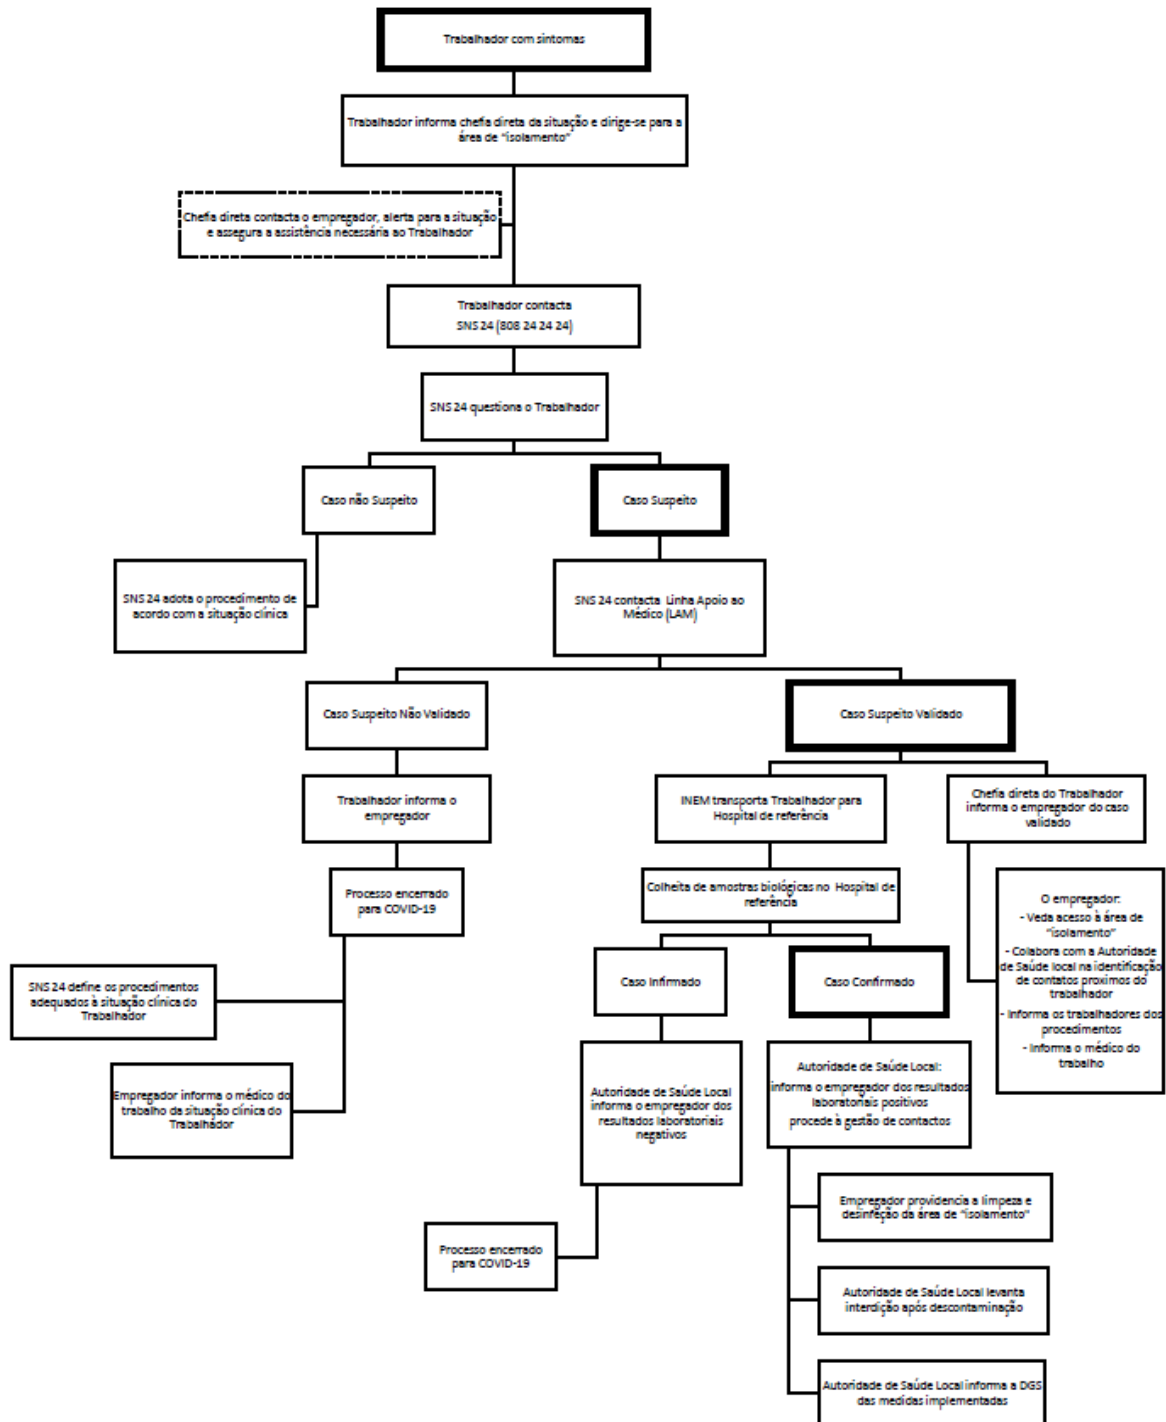 Trabalhador com sintomas
Trabalhador informa chefia direta da situação e dirige-se para a
área de “isolamento”
Chefia direta contacta o empregador, alerta para a situação
e assegura a assistência necessária ao Trabalhador
Trabalhador contacta
SNS 24 (808 24 24 24)
SNS 24 questiona o Trabalhador
Caso não Suspeito
Caso Suspeito
SNS 24 adota o procedimento de
acordo com a situação clínica
SNS 24 contacta Linha Apoio ao
Médico (LAM)
Caso Suspeito Não Validado
Caso Suspeito Validado
Trabalhador informa o
empregador
INEM transporta Trabalhador para
Hospital de referência
Chefia direta do Trabalhador
informa o empregador do caso
validado
Processo encerrado
para COVID-19
Colheita de amostras biológicas no Hospital de
referência
O empregador:
- Veda acesso à área de
“isolamento”
- Colabora com a Autoridade
de Saúde local na identificação
de contatos proximos do
trabalhador
- Informa os trabalhadores dos
procedimentos
- Informa o médico do
trabalho
SNS 24 define os procedimentos
adequados à situação clínica do
Trabalhador
Caso Infirmado
Caso Confirmado
Empregador informa o médico do
trabalho da situação clínica do
Trabalhador
Autoridade de Saúde Local
informa o empregador dos
resultados laboratoriais
negativos
Autoridade de Saúde Local:
informa o empregador dos resultados
laboratoriais positivos
procede à gestão de contactos
Processo encerrado
para COVID-19
Empregador providencia a limpeza e
desinfeção da área de “isolamento”
Autoridade de Saúde Local levanta
interdição após descontaminação
Autoridade de Saúde Local informa a DGS
das medidas implementadas